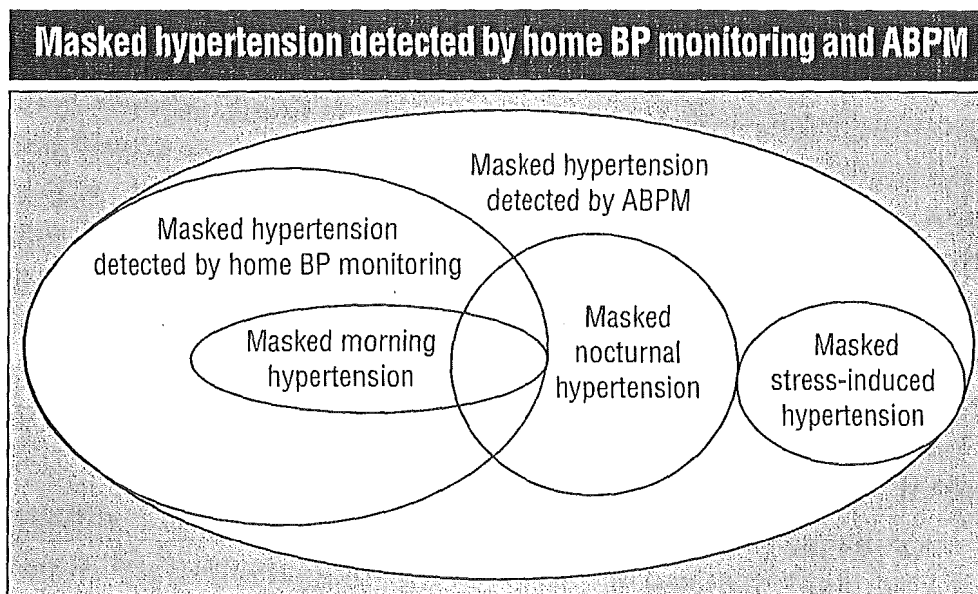 Masked hypertension detected by home BP monitoring and ABPM
Masked hypertension
detected by ABPM
Masked hypertension
detected by home BP monitoring
Masked morning
hypertension
Masked
nocturnal
hypertension
Masked
stress-induced
hypertension